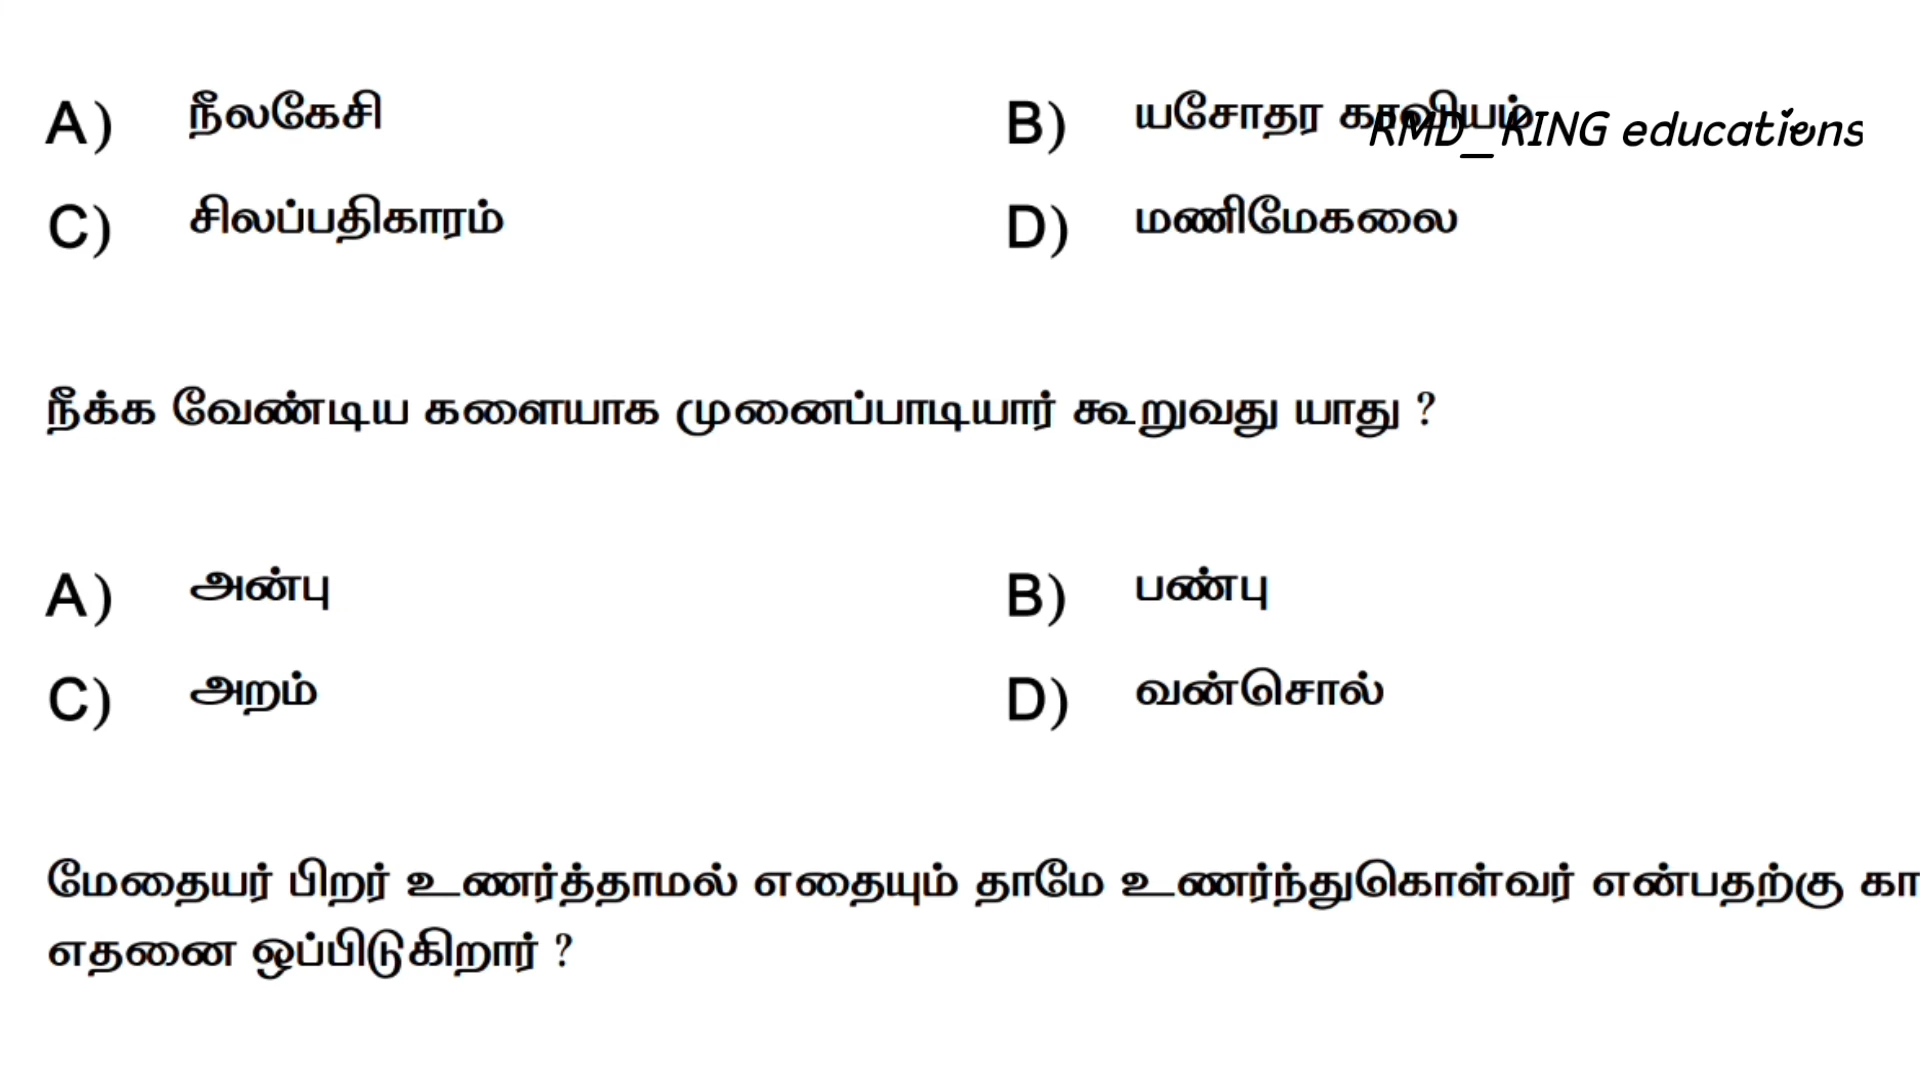 A) நீலகேசி B) யசோதர காவியம்
RMD_KING educations
C) சிலப்பதிகாரம் D) மணிமேகலை
நீக்க வேண்டிய களையாக முனைப்பாடியார் கூறுவது யாது ?
A) அன்பு B) பண்பு
C) அறம் D) வன்சொல்
மேதையர் பிறர் உணர்த்தாமல் எதையும் தாமே உணர்ந்துகொள்வர் என்பதற்கு கா
எதனை ஒப்பிடுகிறார் ?